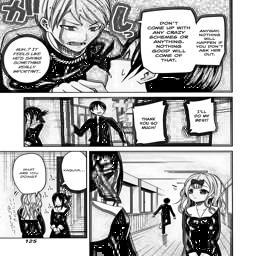 ANYWAY,
NOTHING
WILL
HAPPEN IF
YOU DON'T
ASK HER
OUT.
DON'T
COME UP WITH
ANY CRAZY
SCHEMES OR
ANYTHING.
NOTHING
GOOD WILL
COME OF
THAT.
HUH..? IT
FEELS LIKE
HE'S SAYING
SOMETHING
REALLY
IMPORTANT...
I'LL DO
MY
BEST!
THANK
YOU SO
MUCH!
KAGUYA...
WHAT
ARE YOU
DOING?
125